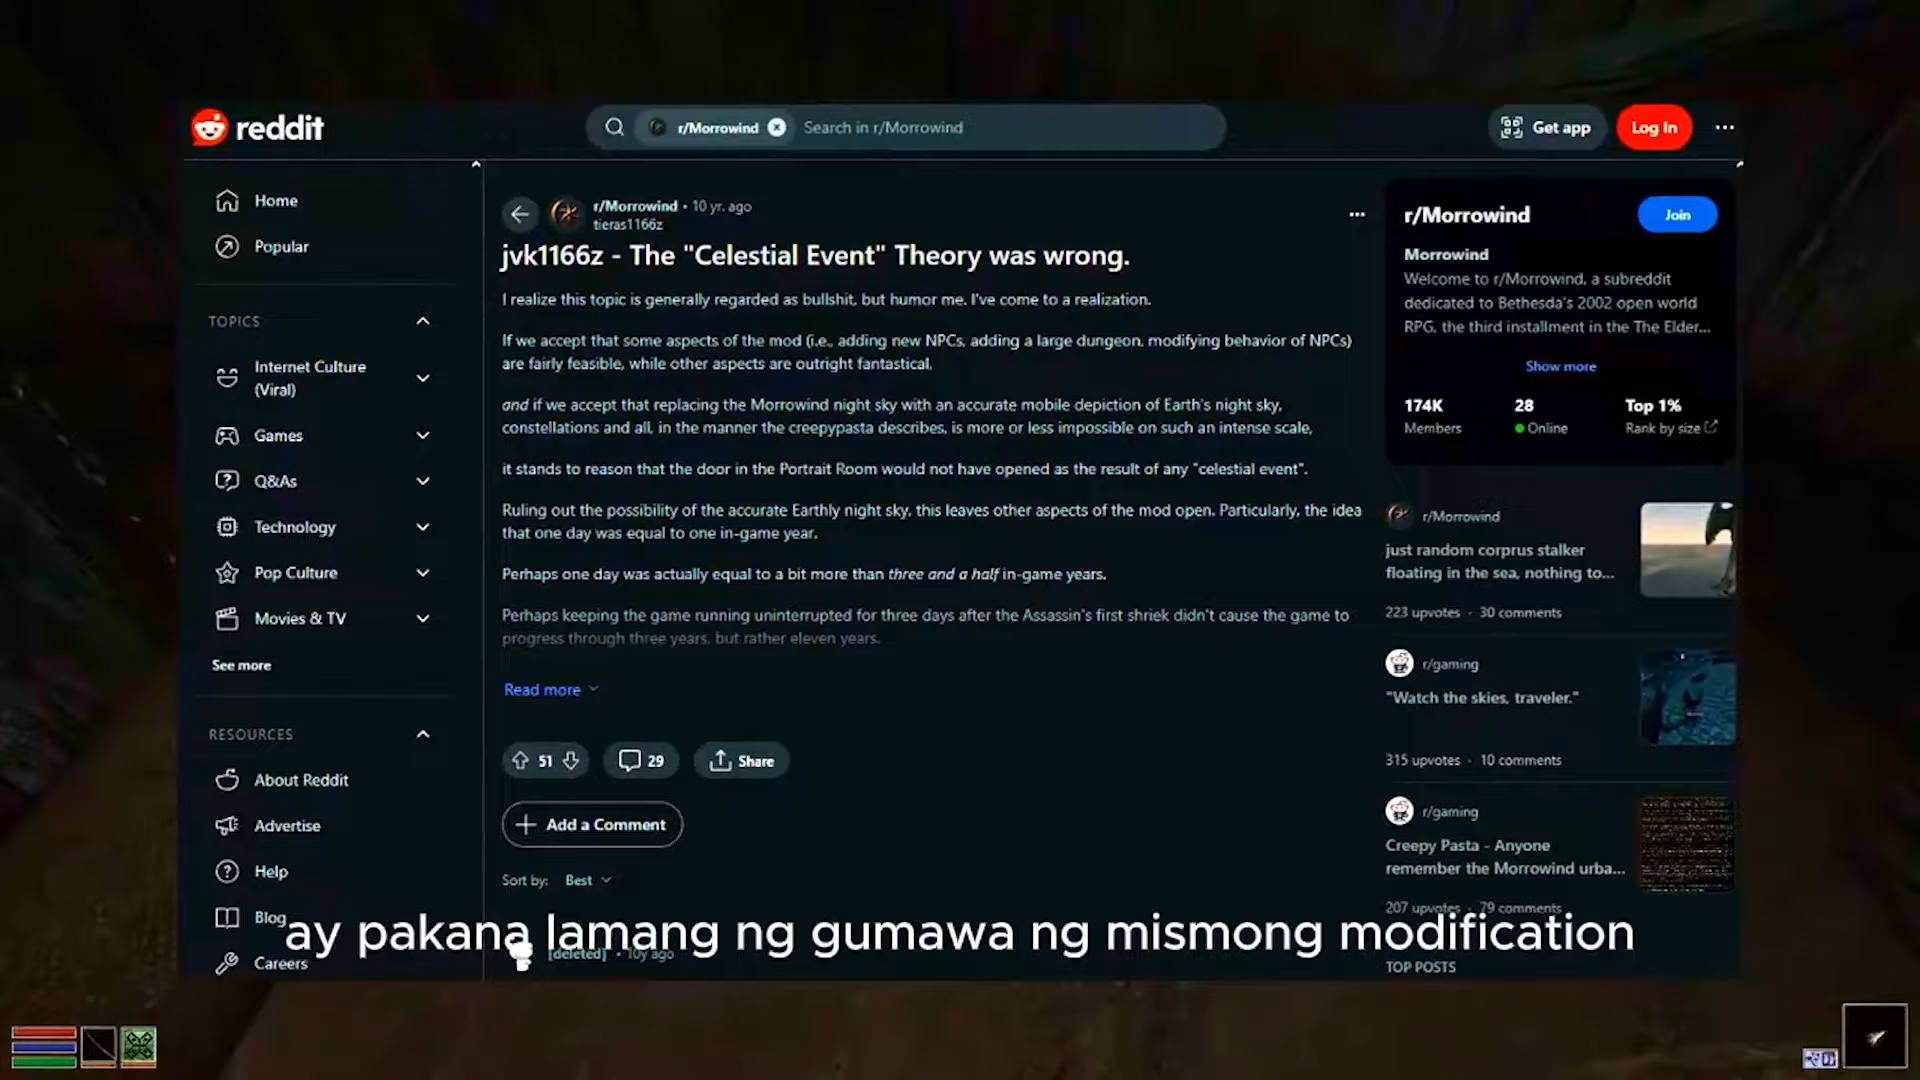 reddit
r/Morrowind
Search in r/Morrowind
Get app
Log In
Home
Popular
TOPICS
Internet Culture
(Viral)
Games
Q&As
Technology
Pop Culture
Movies & TV
See more
RESOURCES
About Reddit
Advertise
Help
Blog
Careers
r/Morrowind • 10 yr. ago
tieras1166z
jvk1166z - The "Celestial Event" Theory was wrong.
I realize this topic is generally regarded as bullshit, but humor me. I've come to a realization.
If we accept that some aspects of the mod (i.e., adding new NPCs, adding a large dungeon, modifying behavior of NPCs)
are fairly feasible, while other aspects are outright fantastical,
and if we accept that replacing the Morrowind night sky with an accurate mobile depiction of Earth's night sky,
constellations and all, in the manner the creepypasta describes, is more or less impossible on such an intense scale,
it stands to reason that the door in the Portrait Room would not have opened as the result of any "celestial event".
Ruling out the possibility of the accurate Earthly night sky, this leaves other aspects of the mod open. Particularly, the idea
that one day was equal to one in-game year.
Perhaps one day was actually equal to a bit more than three and a half in-game years.
Perhaps keeping the game running uninterrupted for three days after the Assassin's first shriek didn't cause the game to
progress through three years, but rather eleven years.
Read more
51
29
Share
Add a Comment
Sort by: Best
[deleted] • 10y ago
r/Morrowind
Join
Morrowind
Welcome to r/Morrowind, a subreddit
dedicated to Bethesda's 2002 open world
RPG, the third installment in the The Elder...
Show more
174K
Members
28
Online
Top 1%
Rank by size
r/Morrowind
just random corprus stalker
floating in the sea, nothing to...
223 upvotes · 30 comments
r/gaming
"Watch the skies, traveler."
315 upvotes · 10 comments
r/gaming
Creepy Pasta - Anyone
remember the Morrowind urba...
207 upvotes · 79 comments
TOP POSTS
ay pakana lamang ng gumawa ng mismong modification